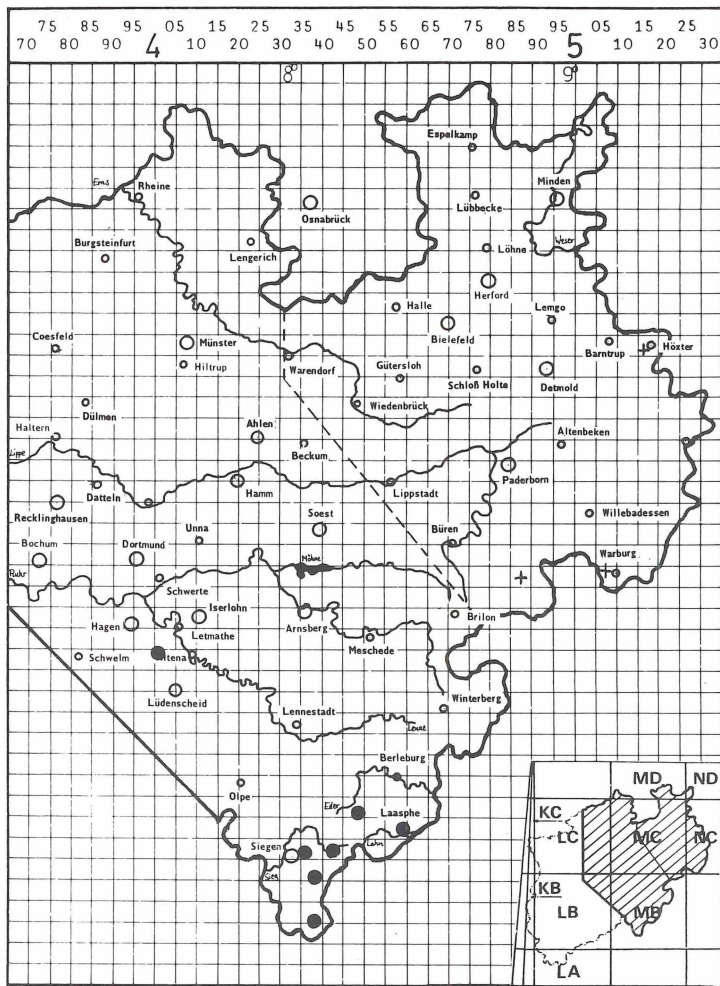 70 75 80 85 90 95 4 05 10 15 20 25 30 35 40 45 50 55 60 65 70 75 80 85 90 95 5 05 10 15 20 25 30
8°
9°
Espelkamp
Ems
Rheine
Minden
Osnabrück
Lübbecke
Lengerich
Löhne
Weser
Burgsteinfurt
Herford
Halle
Lemgo
Bielefeld
Coesfeld
Münster
Barntrup
Höxter
Warendorf
Gütersloh
Hiltrup
Schloß Holte
Detmold
Wiedenbrück
Dülmen
Ahlen
Haltern
Altenbeken
Beckum
Lippe
Paderborn
Datteln
Hamm
Lippstadt
Recklinghausen
Soest
Willebadessen
Unna
Büren
Bochum
Dortmund
Möhne
Warburg
Ruhr
Schwerte
Iserlohn
Arnsberg
Brilon
Hagen
Letmathe
Meschede
Schwelm
Altena
Lüdenscheid
Winterberg
Lennestadt
Lenne
Berleburg
Olpe
Eder
Laasphe
Siegen
Lahn
Sieg
MD ND
KC
LC MC NC
KB
LB MB
LA